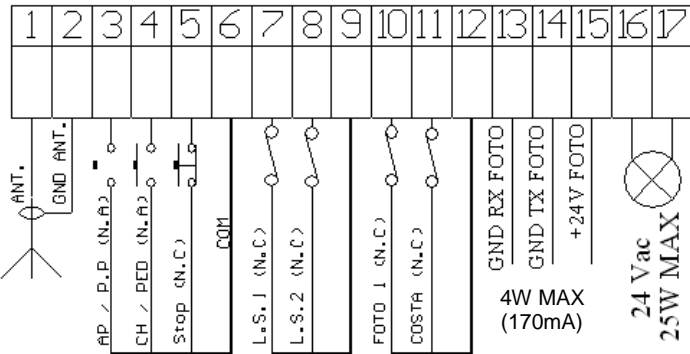 1 2 3 4 5 6 7 8 9 10 11 12 13 14 15 16 17
ANT.
GND ANT.
AP / P.P (N.A)
CH / PED (N.A)
Stop (N.C)
COM
L.S.1 (N.C)
L.S.2 (N.C)
FOTO 1 (N.C)
COSTA (N.C)
GND RX FOTO
GND TX FOTO
+24V FOTO
4W MAX
(170mA)
24 Vac
25W MAX